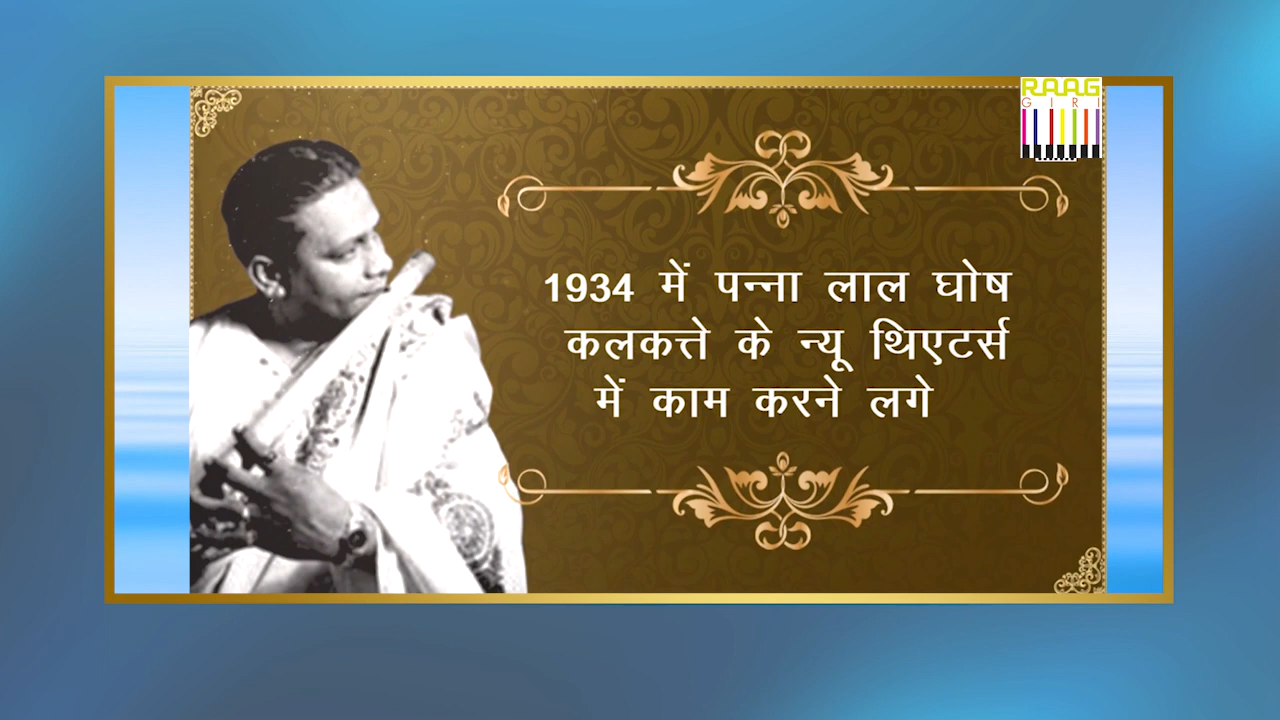 RAAG
GIRI
1934 में पन्ना लाल घोष
कलकत्ते के न्यू थिएटर्स
में काम करने लगे